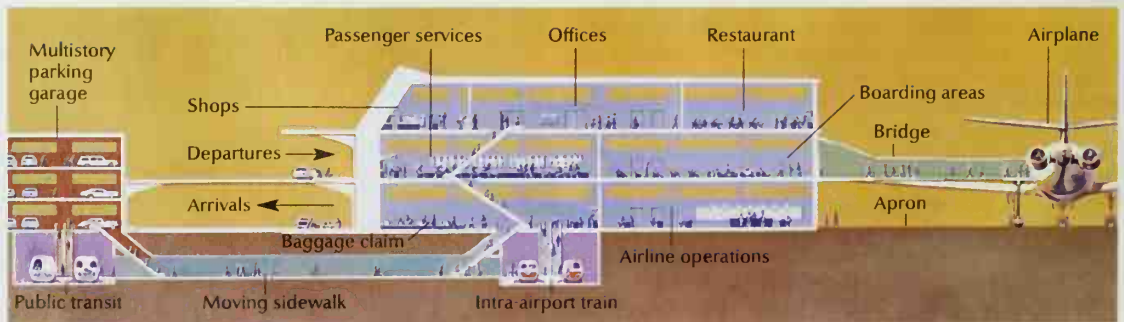 Multistory
parking
garage
Passenger services
Offices
Restaurant
Airplane
Shops
Boarding areas
Departures
Bridge
Arrivals
Apron
Baggage claim
Airline operations
Public transit
Moving sidewalk
Intra-airport train